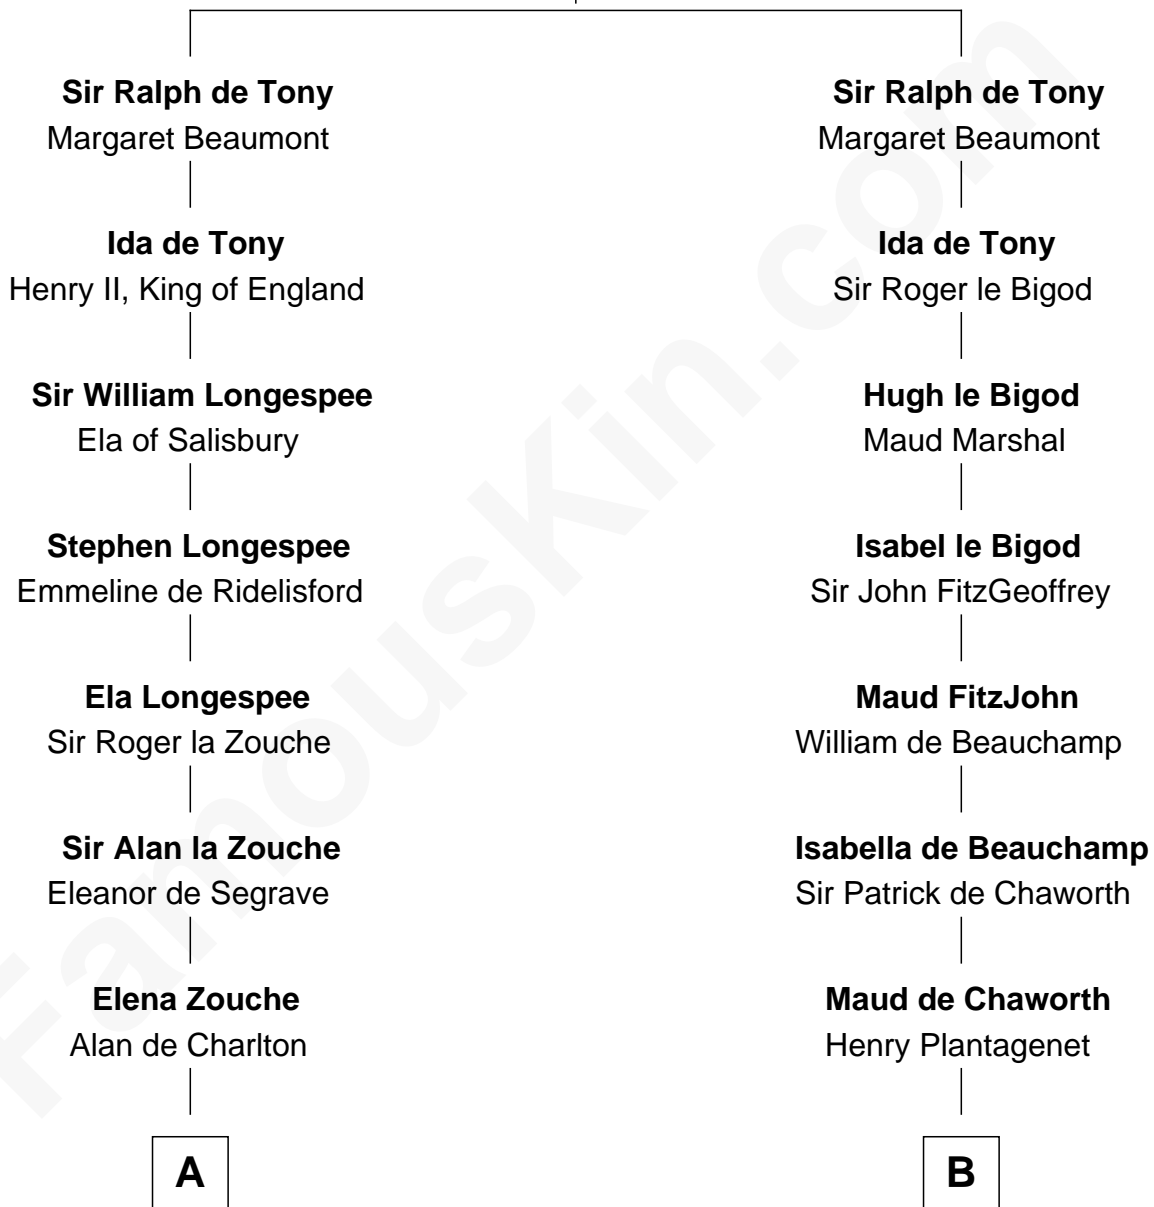 Sir Ralph de Tony
Margaret Beaumont
Ida de Tony
Henry II, King of England
Sir William Longespee
Ela of Salisbury
Stephen Longespee
Emmeline de Ridelisford
Ela Longespee
Sir Roger la Zouche
Sir Alan la Zouche
Eleanor de Segrave
Elena Zouche
Alan de Charlton
A
Sir Ralph de Tony
Margaret Beaumont
Ida de Tony
Sir Roger le Bigod
Hugh le Bigod
Maud Marshal
Isabel le Bigod
Sir John FitzGeoffrey
Maud FitzJohn
William de Beauchamp
Isabella de Beauchamp
Sir Patrick de Chaworth
Maud de Chaworth
Henry Plantagenet
B
FamousKin.com